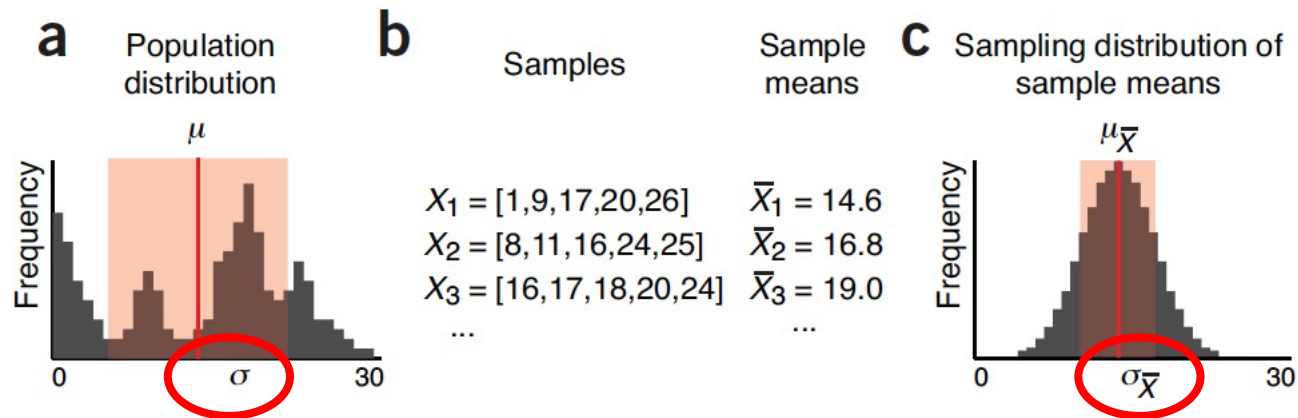 a
Population
distribution
μ
Frequency
0
σ
30
b
Samples
Sample
means
X₁ = [1,9,17,20,26]
X̅₁ = 14.6
X₂ = [8,11,16,24,25]
X̅₂ = 16.8
X₃ = [16,17,18,20,24]
X̅₃ = 19.0
...
...
c
Sampling distribution of
sample means
μ_X̅
Frequency
0
σ_X̅
30